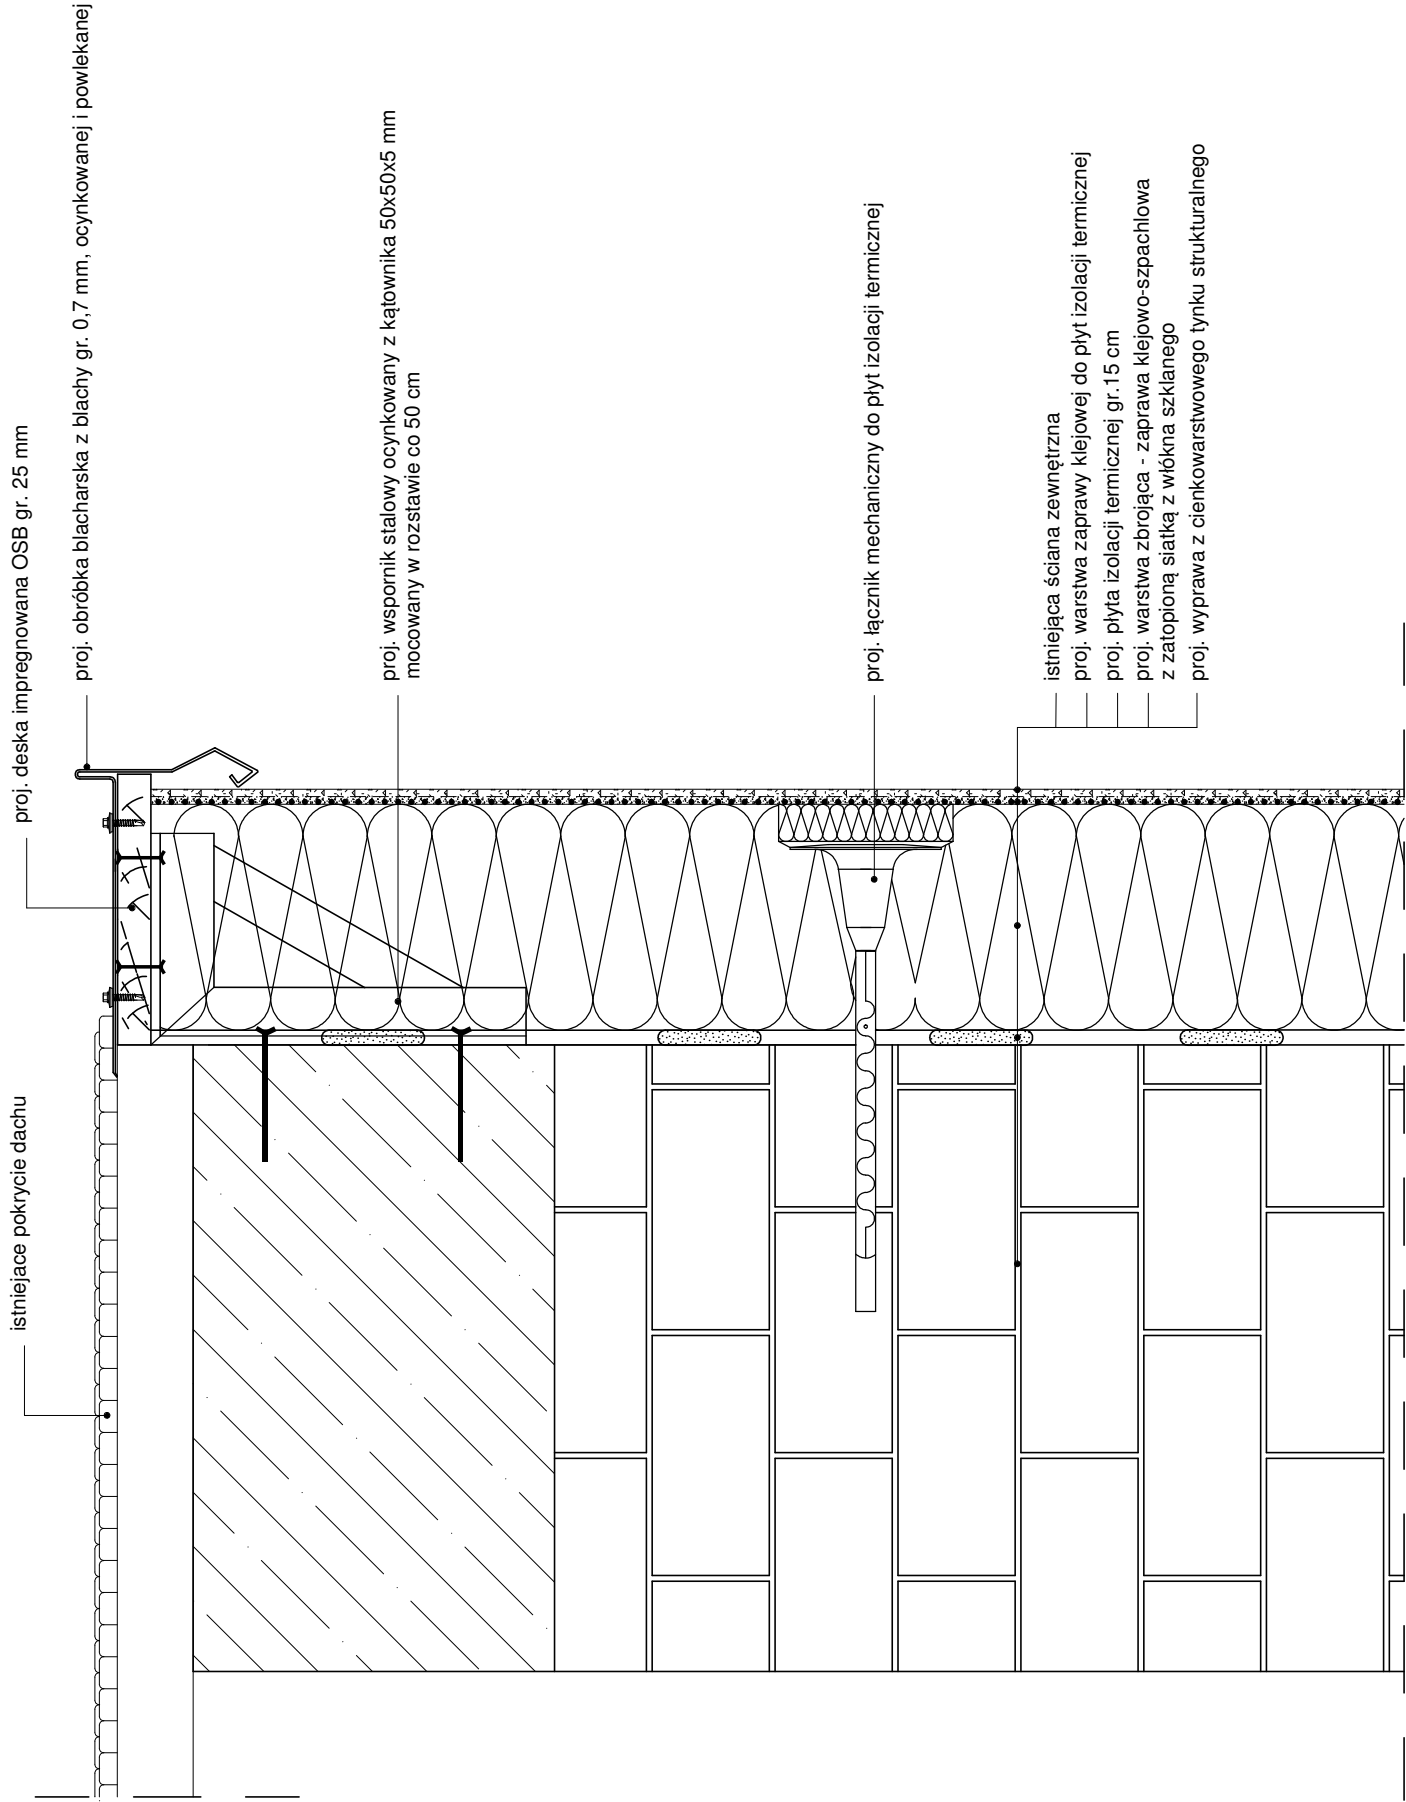 istniejace pokrycie dachu
proj. deska impregnowana OSB gr. 25 mm
proj. obróbka blacharska z blachy gr. 0,7 mm, ocynkowanej i powlekanej
proj. wspornik stalowy ocynkowany z kątownika 50x50x5 mm
mocowany w rozstawie co 50 cm
proj. łącznik mechaniczny do płyt izolacji termicznej
istniejąca ściana zewnętrzna
proj. warstwa zaprawy klejowej do płyt izolacji termicznej
proj. płyta izolacji termicznej gr.15 cm
proj. warstwa zbrojąca - zaprawa klejowo-szpachlowa
z zatopioną siatką z włókna szklanego
proj. wyprawa z cienkowarstwowego tynku strukturalnego